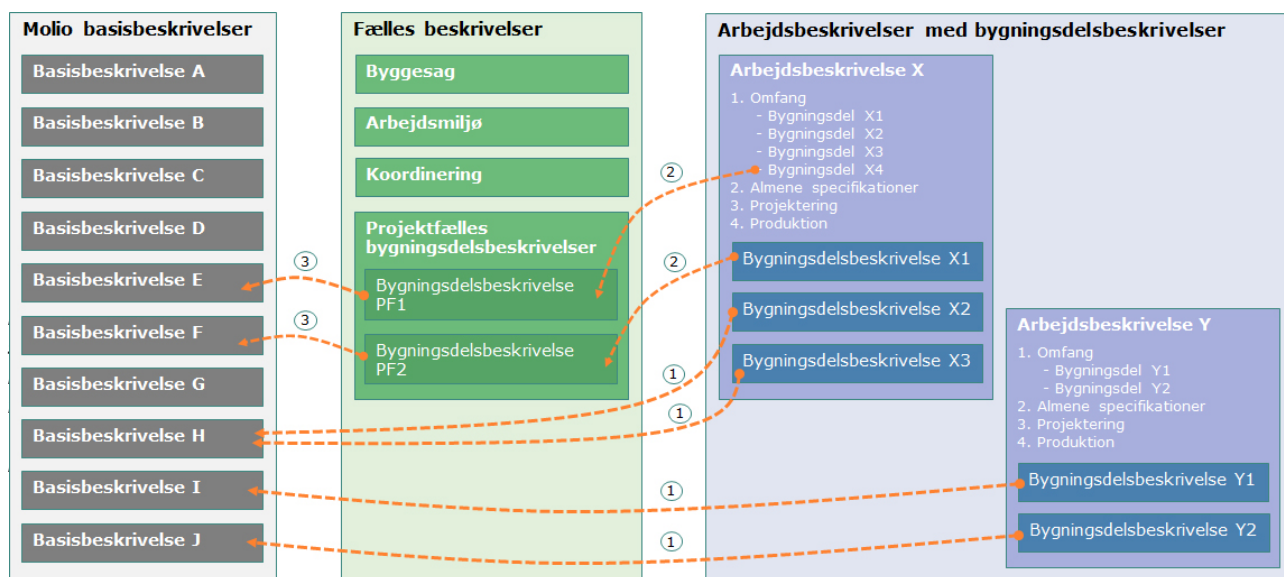 Molio basisbeskrivelser
Basisbeskrivelse A
Basisbeskrivelse B
Basisbeskrivelse C
Basisbeskrivelse D
Basisbeskrivelse E
Basisbeskrivelse F
Basisbeskrivelse G
Basisbeskrivelse H
Basisbeskrivelse I
Basisbeskrivelse J
3
3
Fælles beskrivelser
Byggesag
Arbejdsmiljø
Koordinering
Projektfælles
bygningsdelsbeskrivelser
Bygningsdelsbeskrivelse
PF1
Bygningsdelsbeskrivelse
PF2
2
2
1
1
1
1
Arbejdsbeskrivelser med bygningsdelsbeskrivelser
Arbejdsbeskrivelse X
1. Omfang
- Bygningsdel X1
- Bygningsdel X2
- Bygningsdel X3
- Bygningsdel X4
2. Almene specifikationer
3. Projektering
4. Produktion
Bygningsdelsbeskrivelse X1
Bygningsdelsbeskrivelse X2
Bygningsdelsbeskrivelse X3
Arbejdsbeskrivelse Y
1. Omfang
- Bygningsdel Y1
- Bygningsdel Y2
2. Almene specifikationer
3. Projektering
4. Produktion
Bygningsdelsbeskrivelse Y1
Bygningsdelsbeskrivelse Y2